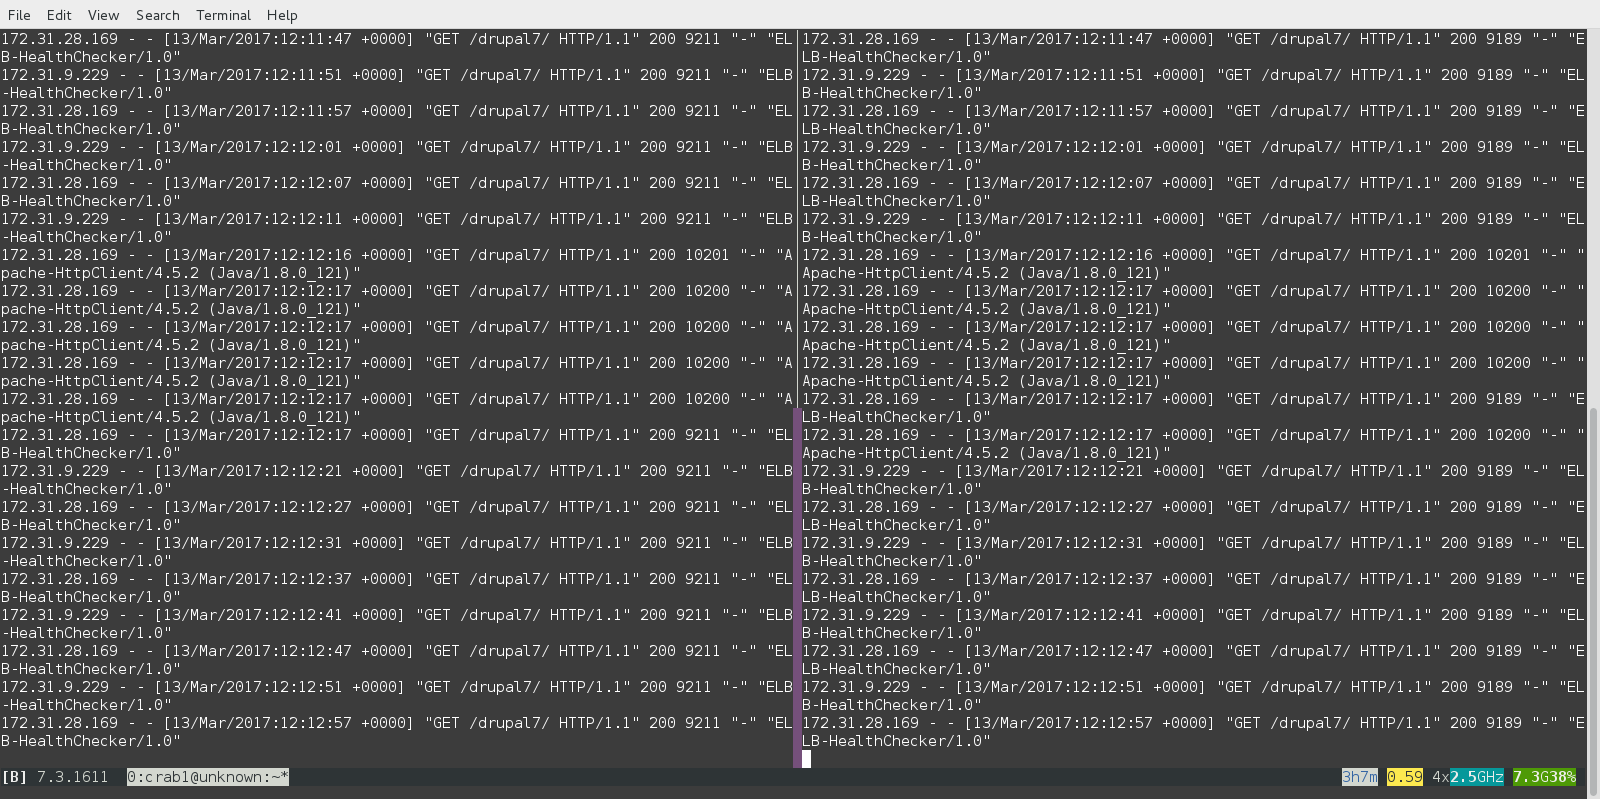 File Edit View Search Terminal Help
172.31.28.169 - - [13/Mar/2017:12:11:47 +0000] "GET /drupal7/ HTTP/1.1" 200 9211 "-" "EL
B-HealthChecker/1.0"
172.31.9.229 - - [13/Mar/2017:12:11:51 +0000] "GET /drupal7/ HTTP/1.1" 200 9211 "-" "ELB
-HealthChecker/1.0"
172.31.28.169 - - [13/Mar/2017:12:11:57 +0000] "GET /drupal7/ HTTP/1.1" 200 9211 "-" "EL
B-HealthChecker/1.0"
172.31.9.229 - - [13/Mar/2017:12:12:01 +0000] "GET /drupal7/ HTTP/1.1" 200 9211 "-" "ELB
-HealthChecker/1.0"
172.31.28.169 - - [13/Mar/2017:12:12:07 +0000] "GET /drupal7/ HTTP/1.1" 200 9211 "-" "EL
B-HealthChecker/1.0"
172.31.9.229 - - [13/Mar/2017:12:12:11 +0000] "GET /drupal7/ HTTP/1.1" 200 9211 "-" "ELB
-HealthChecker/1.0"
172.31.28.169 - - [13/Mar/2017:12:12:16 +0000] "GET /drupal7/ HTTP/1.1" 200 10201 "-" "A
pache-HttpClient/4.5.2 (Java/1.8.0_121)"
172.31.28.169 - - [13/Mar/2017:12:12:17 +0000] "GET /drupal7/ HTTP/1.1" 200 10200 "-" "A
pache-HttpClient/4.5.2 (Java/1.8.0_121)"
172.31.28.169 - - [13/Mar/2017:12:12:17 +0000] "GET /drupal7/ HTTP/1.1" 200 10200 "-" "A
pache-HttpClient/4.5.2 (Java/1.8.0_121)"
172.31.28.169 - - [13/Mar/2017:12:12:17 +0000] "GET /drupal7/ HTTP/1.1" 200 10200 "-" "A
pache-HttpClient/4.5.2 (Java/1.8.0_121)"
172.31.28.169 - - [13/Mar/2017:12:12:17 +0000] "GET /drupal7/ HTTP/1.1" 200 10200 "-" "A
pache-HttpClient/4.5.2 (Java/1.8.0_121)"
172.31.28.169 - - [13/Mar/2017:12:12:17 +0000] "GET /drupal7/ HTTP/1.1" 200 9211 "-" "EL
B-HealthChecker/1.0"
172.31.9.229 - - [13/Mar/2017:12:12:21 +0000] "GET /drupal7/ HTTP/1.1" 200 9211 "-" "ELB
-HealthChecker/1.0"
172.31.28.169 - - [13/Mar/2017:12:12:27 +0000] "GET /drupal7/ HTTP/1.1" 200 9211 "-" "EL
B-HealthChecker/1.0"
172.31.9.229 - - [13/Mar/2017:12:12:31 +0000] "GET /drupal7/ HTTP/1.1" 200 9211 "-" "ELB
-HealthChecker/1.0"
172.31.28.169 - - [13/Mar/2017:12:12:37 +0000] "GET /drupal7/ HTTP/1.1" 200 9211 "-" "EL
B-HealthChecker/1.0"
172.31.9.229 - - [13/Mar/2017:12:12:41 +0000] "GET /drupal7/ HTTP/1.1" 200 9211 "-" "ELB
-HealthChecker/1.0"
172.31.28.169 - - [13/Mar/2017:12:12:47 +0000] "GET /drupal7/ HTTP/1.1" 200 9211 "-" "EL
B-HealthChecker/1.0"
172.31.9.229 - - [13/Mar/2017:12:12:51 +0000] "GET /drupal7/ HTTP/1.1" 200 9211 "-" "ELB
-HealthChecker/1.0"
172.31.28.169 - - [13/Mar/2017:12:12:57 +0000] "GET /drupal7/ HTTP/1.1" 200 9211 "-" "EL
B-HealthChecker/1.0"
172.31.28.169 - - [13/Mar/2017:12:11:47 +0000] "GET /drupal7/ HTTP/1.1" 200 9189 "-" "E
LB-HealthChecker/1.0"
172.31.9.229 - - [13/Mar/2017:12:11:51 +0000] "GET /drupal7/ HTTP/1.1" 200 9189 "-" "EL
B-HealthChecker/1.0"
172.31.28.169 - - [13/Mar/2017:12:11:57 +0000] "GET /drupal7/ HTTP/1.1" 200 9189 "-" "E
LB-HealthChecker/1.0"
172.31.9.229 - - [13/Mar/2017:12:12:01 +0000] "GET /drupal7/ HTTP/1.1" 200 9189 "-" "EL
B-HealthChecker/1.0"
172.31.28.169 - - [13/Mar/2017:12:12:07 +0000] "GET /drupal7/ HTTP/1.1" 200 9189 "-" "E
LB-HealthChecker/1.0"
172.31.9.229 - - [13/Mar/2017:12:12:11 +0000] "GET /drupal7/ HTTP/1.1" 200 9189 "-" "EL
B-HealthChecker/1.0"
172.31.28.169 - - [13/Mar/2017:12:12:16 +0000] "GET /drupal7/ HTTP/1.1" 200 10201 "-" "
Apache-HttpClient/4.5.2 (Java/1.8.0_121)"
172.31.28.169 - - [13/Mar/2017:12:12:17 +0000] "GET /drupal7/ HTTP/1.1" 200 10200 "-" "
Apache-HttpClient/4.5.2 (Java/1.8.0_121)"
172.31.28.169 - - [13/Mar/2017:12:12:17 +0000] "GET /drupal7/ HTTP/1.1" 200 10200 "-" "
Apache-HttpClient/4.5.2 (Java/1.8.0_121)"
172.31.28.169 - - [13/Mar/2017:12:12:17 +0000] "GET /drupal7/ HTTP/1.1" 200 10200 "-" "
Apache-HttpClient/4.5.2 (Java/1.8.0_121)"
172.31.28.169 - - [13/Mar/2017:12:12:17 +0000] "GET /drupal7/ HTTP/1.1" 200 9189 "-" "E
LB-HealthChecker/1.0"
172.31.28.169 - - [13/Mar/2017:12:12:17 +0000] "GET /drupal7/ HTTP/1.1" 200 10200 "-" "
Apache-HttpClient/4.5.2 (Java/1.8.0_121)"
172.31.9.229 - - [13/Mar/2017:12:12:21 +0000] "GET /drupal7/ HTTP/1.1" 200 9189 "-" "EL
B-HealthChecker/1.0"
172.31.28.169 - - [13/Mar/2017:12:12:27 +0000] "GET /drupal7/ HTTP/1.1" 200 9189 "-" "E
LB-HealthChecker/1.0"
172.31.9.229 - - [13/Mar/2017:12:12:31 +0000] "GET /drupal7/ HTTP/1.1" 200 9189 "-" "EL
B-HealthChecker/1.0"
172.31.28.169 - - [13/Mar/2017:12:12:37 +0000] "GET /drupal7/ HTTP/1.1" 200 9189 "-" "E
LB-HealthChecker/1.0"
172.31.9.229 - - [13/Mar/2017:12:12:41 +0000] "GET /drupal7/ HTTP/1.1" 200 9189 "-" "EL
B-HealthChecker/1.0"
172.31.28.169 - - [13/Mar/2017:12:12:47 +0000] "GET /drupal7/ HTTP/1.1" 200 9189 "-" "E
LB-HealthChecker/1.0"
172.31.9.229 - - [13/Mar/2017:12:12:51 +0000] "GET /drupal7/ HTTP/1.1" 200 9189 "-" "EL
B-HealthChecker/1.0"
172.31.28.169 - - [13/Mar/2017:12:12:57 +0000] "GET /drupal7/ HTTP/1.1" 200 9189 "-" "E
LB-HealthChecker/1.0"
[B] 7.3.1611 0:crab1@unknown:~* 3h7m 0.59 4x2.5GHz 7.3G38%